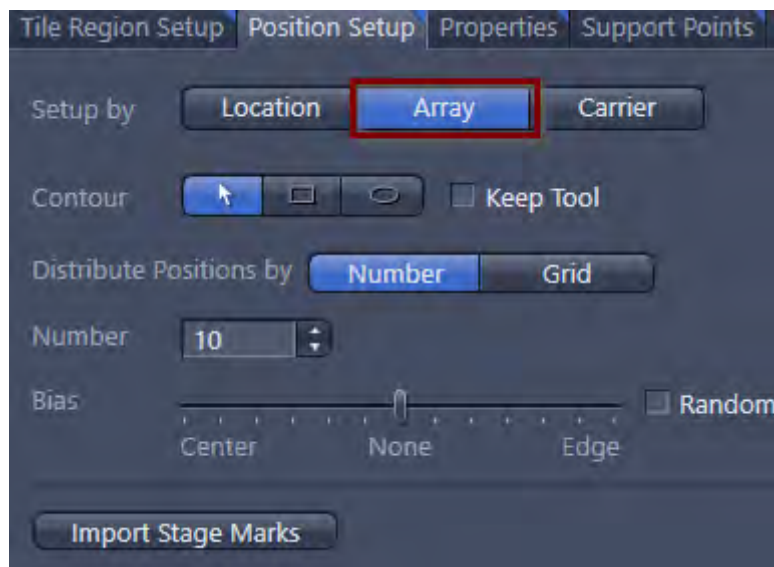 Tile Region Setup Position Setup Properties Support Points
Setup by Location Array Carrier
Contour Keep Tool
Distribute Positions by Number Grid
Number 10
Bias Random
Center None Edge
Import Stage Marks